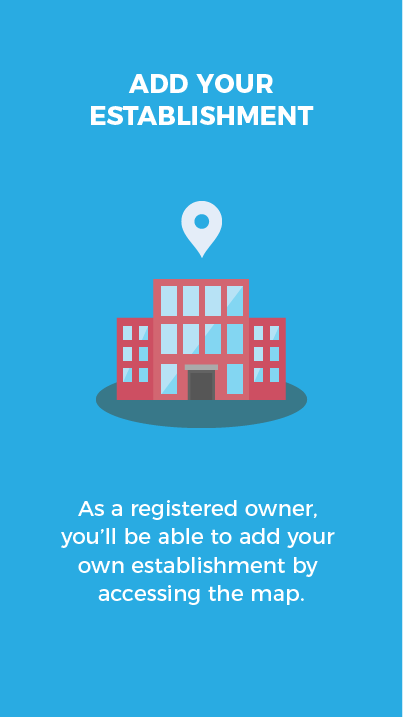 ADD YOUR
ESTABLISHMENT
As a registered owner,
you’ll be able to add your
own establishment by
accessing the map.